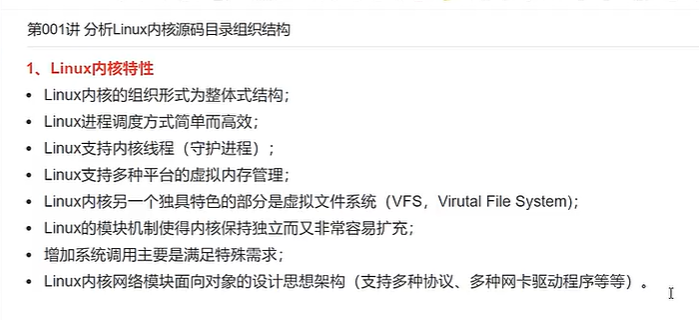 第001讲 分析Linux内核源码目录组织结构
1、Linux内核特性
• Linux内核的组织形式为整体式结构；
• Linux进程调度方式简单而高效；
• Linux支持内核线程（守护进程）；
• Linux支持多种平台的虚拟内存管理；
• Linux内核另一个独具特色的部分是虚拟文件系统（VFS，Virutal File System)；
• Linux的模块机制使得内核保持独立而又非常容易扩充；
• 增加系统调用主要是满足特殊需求；
• Linux内核网络模块面向对象的设计思想架构（支持多种协议、多种网卡驱动程序等等）。